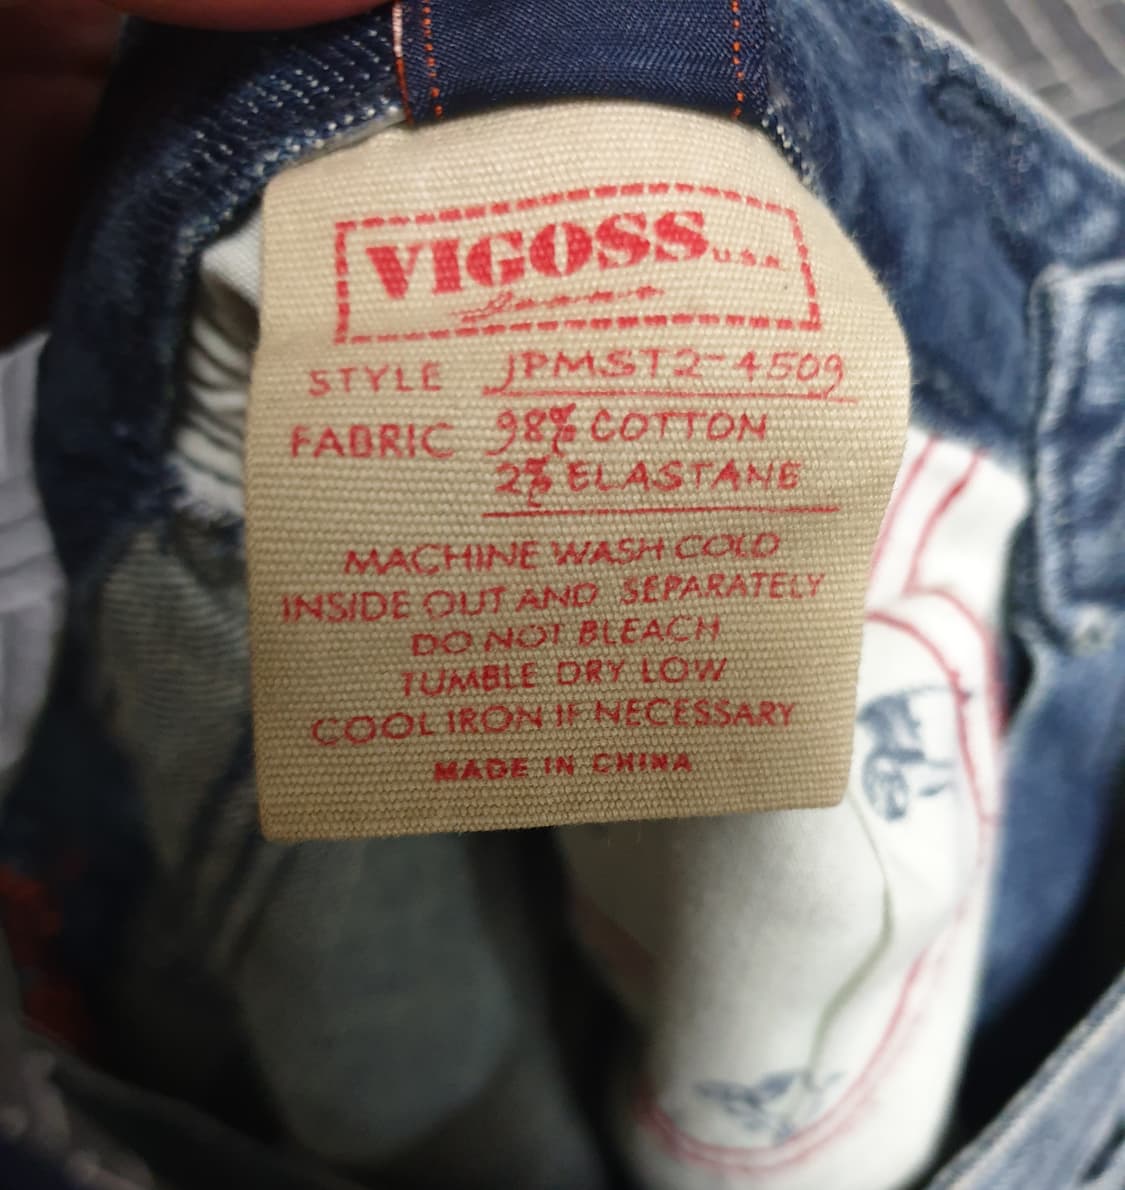 VIGOSS U.S.A.
Jeans
STYLE JPMST2-4509
FABRIC 98% COTTON
2% ELASTANE
MACHINE WASH COLD
INSIDE OUT AND SEPARATELY
DO NOT BLEACH
TUMBLE DRY LOW
COOL IRON IF NECESSARY
MADE IN CHINA